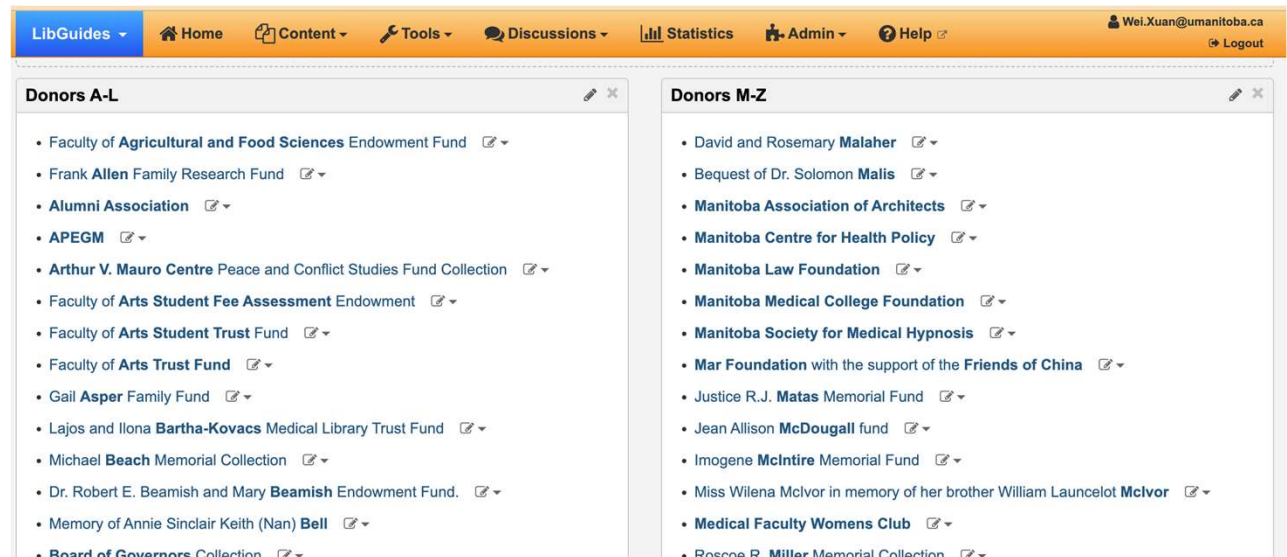 LibGuides Home Content Tools Discussions Statistics Admin Help Wei.Xuan@umanitoba.ca
Logout
Donors A-L
Faculty of Agricultural and Food Sciences Endowment Fund
Frank Allen Family Research Fund
Alumni Association
APEGM
Arthur V. Mauro Centre Peace and Conflict Studies Fund Collection
Faculty of Arts Student Fee Assessment Endowment
Faculty of Arts Student Trust Fund
Faculty of Arts Trust Fund
Gail Asper Family Fund
Lajos and Ilona Bartha-Kovacs Medical Library Trust Fund
Michael Beach Memorial Collection
Dr. Robert E. Beamish and Mary Beamish Endowment Fund.
Memory of Annie Sinclair Keith (Nan) Bell
Board of Governors Collection
Donors M-Z
David and Rosemary Malaher
Bequest of Dr. Solomon Malis
Manitoba Association of Architects
Manitoba Centre for Health Policy
Manitoba Law Foundation
Manitoba Medical College Foundation
Manitoba Society for Medical Hypnosis
Mar Foundation with the support of the Friends of China
Justice R.J. Matas Memorial Fund
Jean Allison McDougall fund
Imogene McIntire Memorial Fund
Miss Wilena McIvor in memory of her brother William Launcelot McIvor
Medical Faculty Womens Club
Roscoe R. Miller Memorial Collection